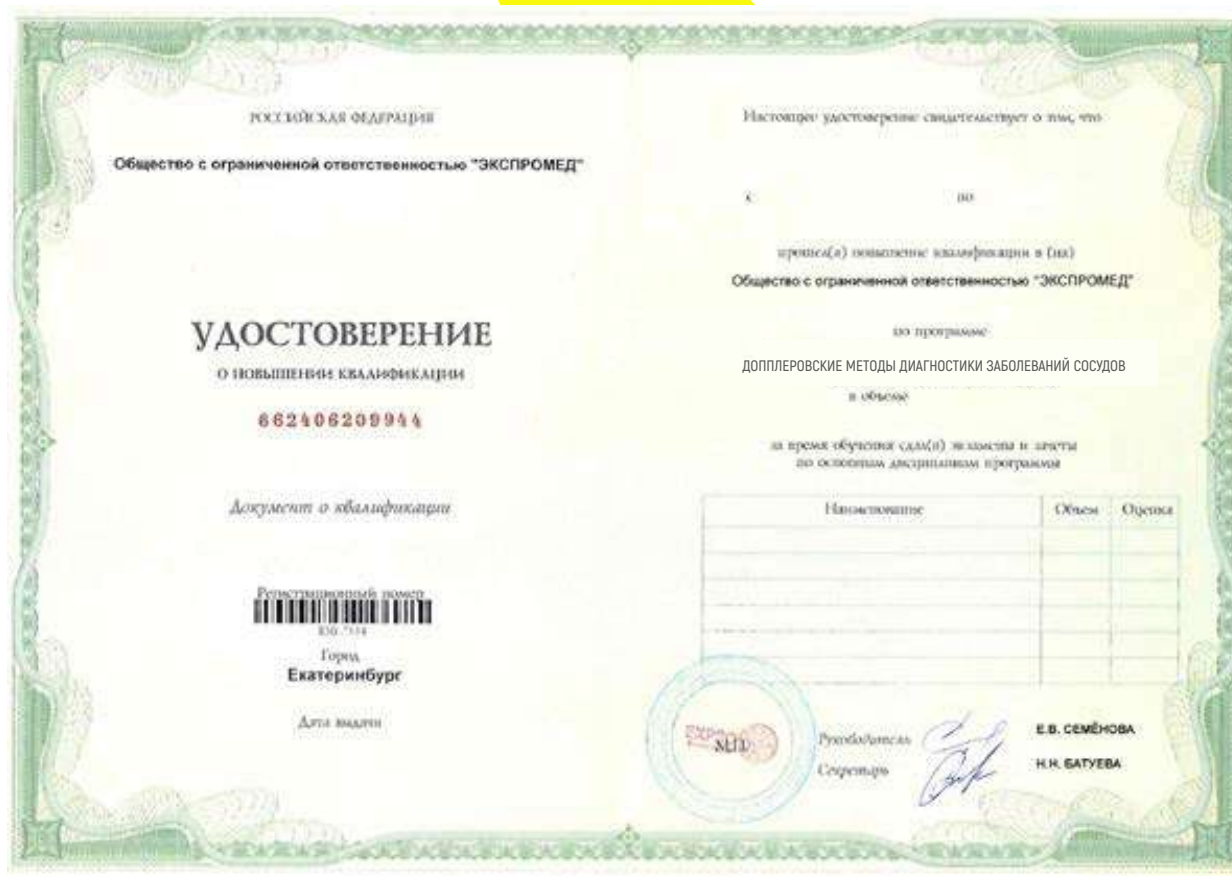 РОССИЙСКАЯ ФЕДЕРАЦИЯ
Общество с ограниченной ответственностью "ЭКСПРОМЕД"
УДОСТОВЕРЕНИЕ
О ПОВЫШЕНИИ КВАЛИФИКАЦИИ
662406209944
Документ о квалификации
Регистрационный номер
Город
Екатеринбург
Дата выдачи
Настоящее удостоверение свидетельствует о том, что
с по
прошел(а) повышение квалификации в (на)
Общество с ограниченной ответственностью "ЭКСПРОМЕД"
по программе
ДОППЛЕРОВСКИЕ МЕТОДЫ ДИАГНОСТИКИ ЗАБОЛЕВАНИЙ СОСУДОВ
в объеме
за время обучения сдал(а) экзамены и зачеты
по основным дисциплинам программы
Наименование Объем Оценка
М.П.
Руководитель Е.В. СЕМЁНОВА
Секретарь Н.Н. БАТУЕВА